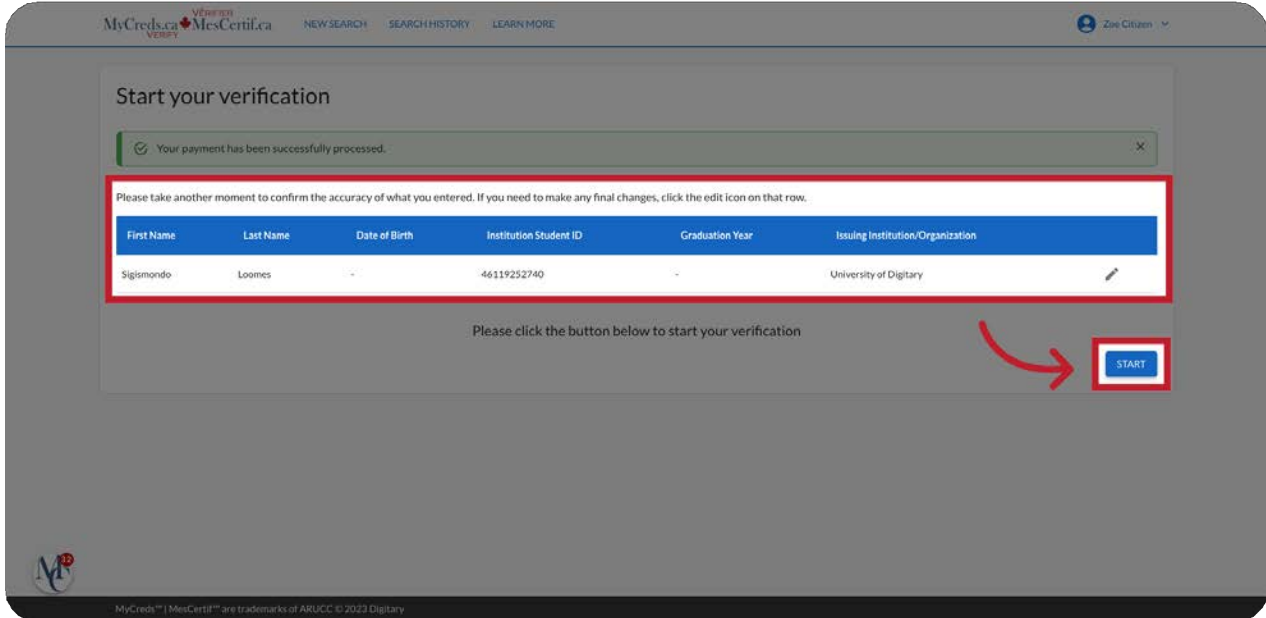 VÉRIFIER
MyCreds.ca MesCertif.ca
VERIFY
NEW SEARCH SEARCH HISTORY LEARN MORE
Zoe Citizen
Start your verification
Your payment has been successfully processed.
Please take another moment to confirm the accuracy of what you entered. If you need to make any final changes, click the edit icon on that row.
First Name Last Name Date of Birth Institution Student ID Graduation Year Issuing Institution/Organization
Sigismondo Loomes - 46119252740 - University of Digitary
Please click the button below to start your verification
START
MC
12
MyCreds™ | MesCertif™ are trademarks of ARUCC © 2023 Digitary